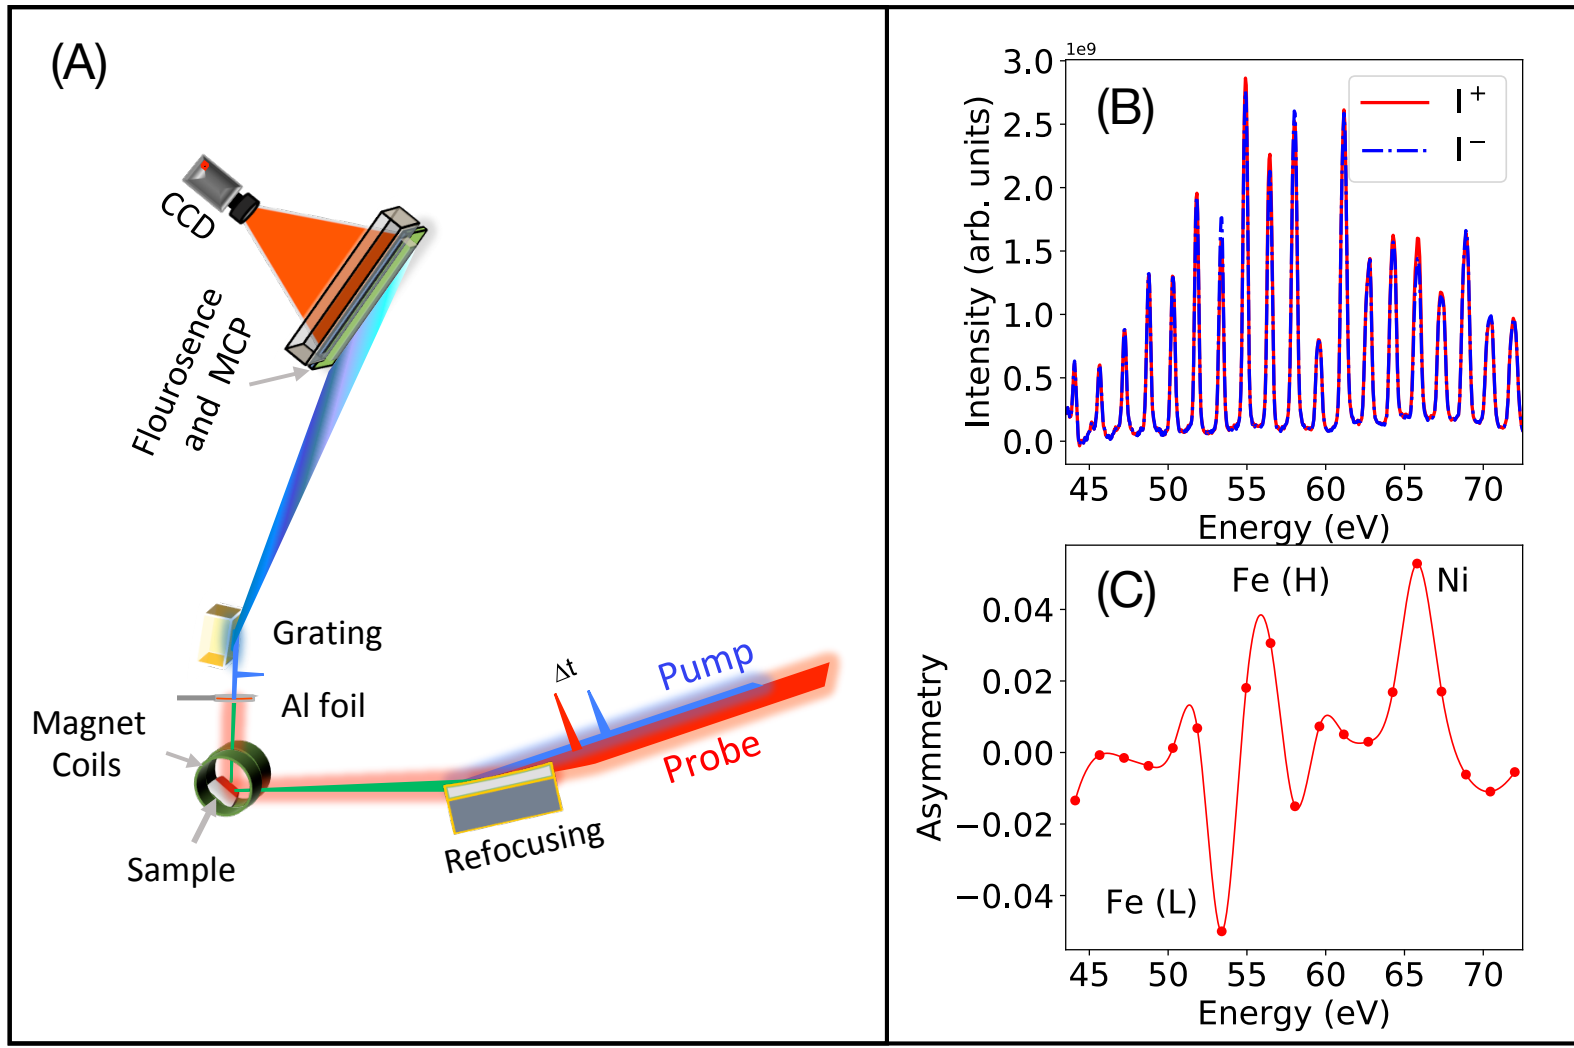 (A)
CCD
Flourosence
and MCP
Grating
Al foil
Magnet
Coils
Sample
Refocusing
Δt
Pump
Probe
(B)
1e9
I+
I−
3.0
2.5
2.0
1.5
1.0
0.5
0.0
Intensity (arb. units)
45 50 55 60 65 70
Energy (eV)
(C)
Fe (H)
Ni
Fe (L)
0.04
0.02
0.00
−0.02
−0.04
Asymmetry
45 50 55 60 65 70
Energy (eV)